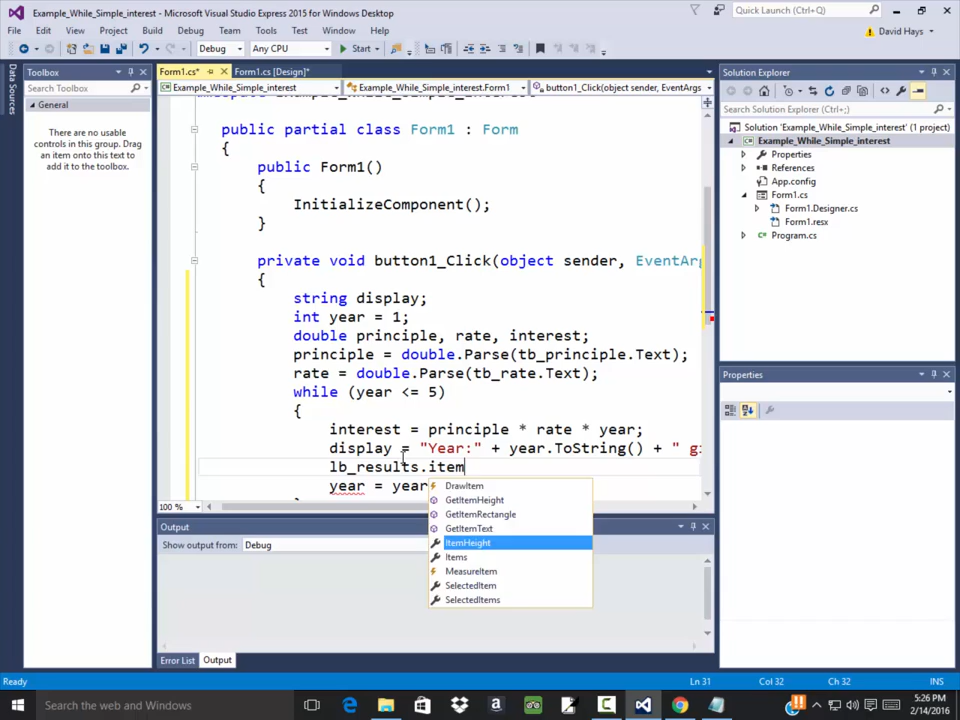 Example_While_Simple_interest - Microsoft Visual Studio Express 2015 for Windows Desktop
Quick Launch (Ctrl+Q)
File Edit View Project Build Debug Team Tools Test Window Help
David Hays
Debug Any CPU Start
Data Sources
Toolbox
Search Toolbox
General
There are no usable
controls in this group. Drag
an item onto this text to
add it to the toolbox.
Form1.cs* Form1.cs [Design]*
Example_While_Simple_interest Example_While_Simple_interest.Form1 button1_Click(object sender, EventArgs
public partial class Form1 : Form
{
public Form1()
{
InitializeComponent();
}
private void button1_Click(object sender, EventArg
{
string display;
int year = 1;
double principle, rate, interest;
principle = double.Parse(tb_principle.Text);
rate = double.Parse(tb_rate.Text);
while (year <= 5)
{
interest = principle * rate * year;
display = "Year:" + year.ToString() + " gi
lb_results.item
year = year
DrawItem
GetItemHeight
GetItemRectangle
GetItemText
ItemHeight
Items
MeasureItem
SelectedItem
SelectedItems
100 %
Output
Show output from: Debug
Error List Output
Solution Explorer
Search Solution Explorer (Ctrl+;)
Solution 'Example_While_Simple_interest' (1 project)
Example_While_Simple_interest
Properties
References
App.config
Form1.cs
Form1.Designer.cs
Form1.resx
Program.cs
Properties
Ready Ln 31 Col 32 Ch 32 INS
Search the web and Windows
5:26 PM
2/14/2016